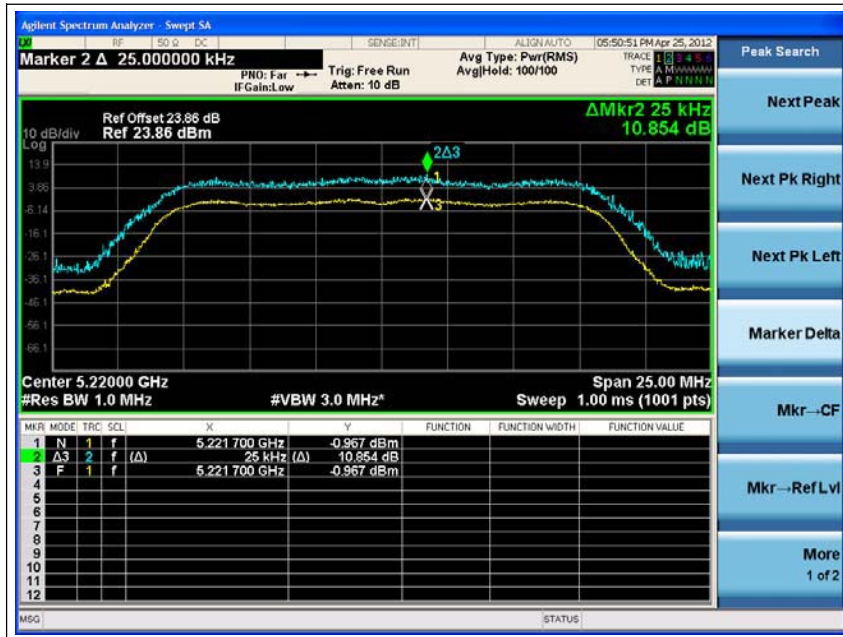 Agilent Spectrum Analyzer - Swept SA
RF 50 Ω DC SENSE:INT ALIGN AUTO 05:50:51 PM Apr 25, 2012
Marker 2 Δ 25.000000 kHz
PNO: Far
IFGain:Low
Trig: Free Run
Atten: 10 dB
Avg Type: Pwr(RMS)
Avg|Hold: 100/100
TRACE 1 2 3 4 5 6
TYPE A M W W W W
DET A P N N N N
Peak Search
ΔMkr2 25 kHz
10.854 dB
Ref Offset 23.86 dB
10 dB/div Ref 23.86 dBm
Log
13.9
3.86
-6.14
-16.1
-26.1
-36.1
-46.1
-56.1
-66.1
2Δ3
1
3
Center 5.22000 GHz Span 25.00 MHz
#Res BW 1.0 MHz #VBW 3.0 MHz* Sweep 1.00 ms (1001 pts)
MKR MODE TRC SCL X Y FUNCTION FUNCTION WIDTH FUNCTION VALUE
1 N 1 f 5.221 700 GHz -0.967 dBm
2 Δ3 2 f (Δ) 25 kHz (Δ) 10.854 dB
3 F 1 f 5.221 700 GHz -0.967 dBm
4
5
6
7
8
9
10
11
12
MSG STATUS
Next Peak
Next Pk Right
Next Pk Left
Marker Delta
Mkr→CF
Mkr→Ref Lvl
More
1 of 2